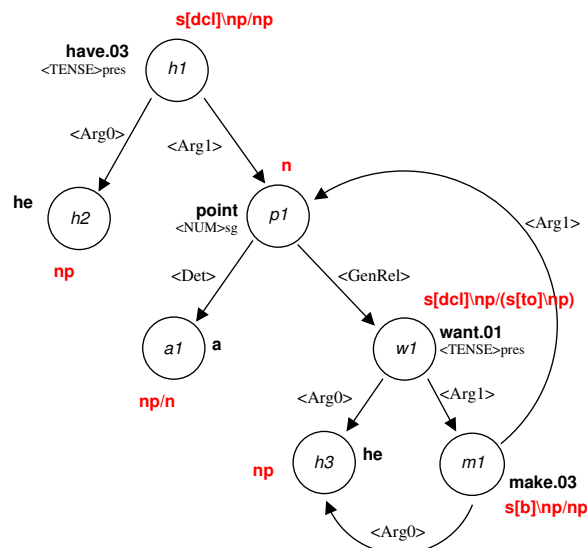 s[dcl]\np/np
have.03
<TENSE>pres
h1
<Arg0>
<Arg1>
n
he
h2
point
<NUM>sg
p1
<Arg1>
np
<Det>
<GenRel>
s[dcl]\np/(s[to]\np)
a1
a
w1
want.01
<TENSE>pres
np/n
<Arg0>
<Arg1>
np
h3
he
m1
make.03
s[b]\np/np
<Arg0>